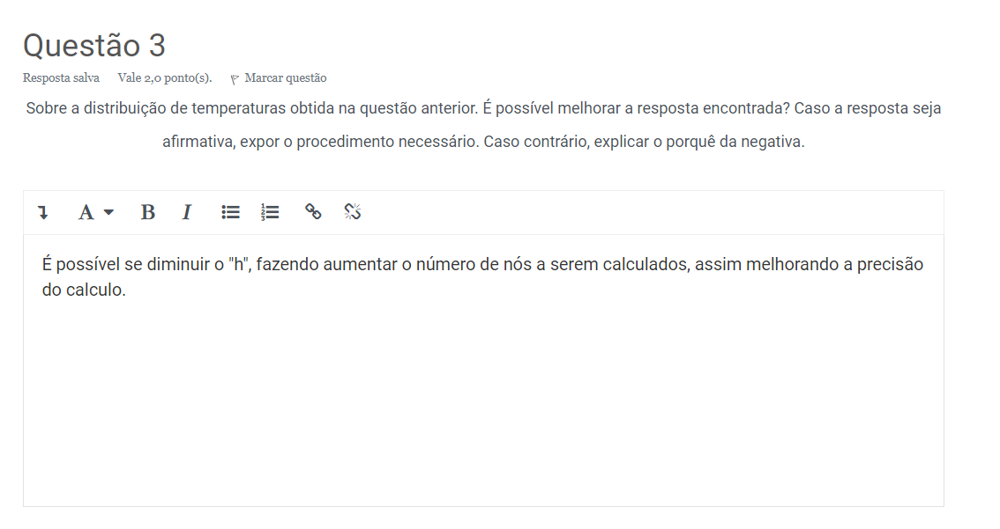 Questão 3
Resposta salva Vale 2,0 ponto(s). Marcar questão
Sobre a distribuição de temperaturas obtida na questão anterior. É possível melhorar a resposta encontrada? Caso a resposta seja
afirmativa, expor o procedimento necessário. Caso contrário, explicar o porquê da negativa.
A B I
É possível se diminuir o "h", fazendo aumentar o número de nós a serem calculados, assim melhorando a precisão
do calculo.